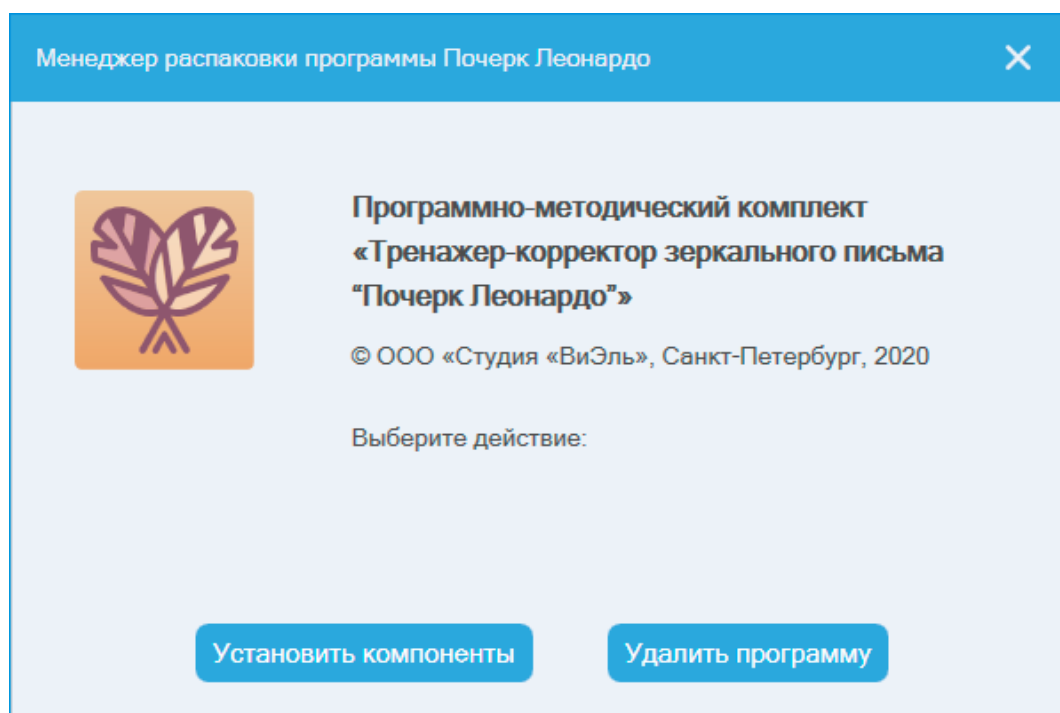 Менеджер распаковки программы Почерк Леонардо
Программно-методический комплект
«Тренажер-корректор зеркального письма
“Почерк Леонардо”»
© ООО «Студия «ВиЭль», Санкт-Петербург, 2020
Выберите действие:
Установить компоненты
Удалить программу